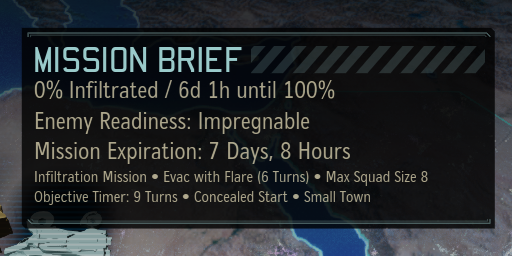 MISSION BRIEF
0% Infiltrated / 6d 1h until 100%
Enemy Readiness: Impregnable
Mission Expiration: 7 Days, 8 Hours
Infiltration Mission • Evac with Flare (6 Turns) • Max Squad Size 8
Objective Timer: 9 Turns • Concealed Start • Small Town